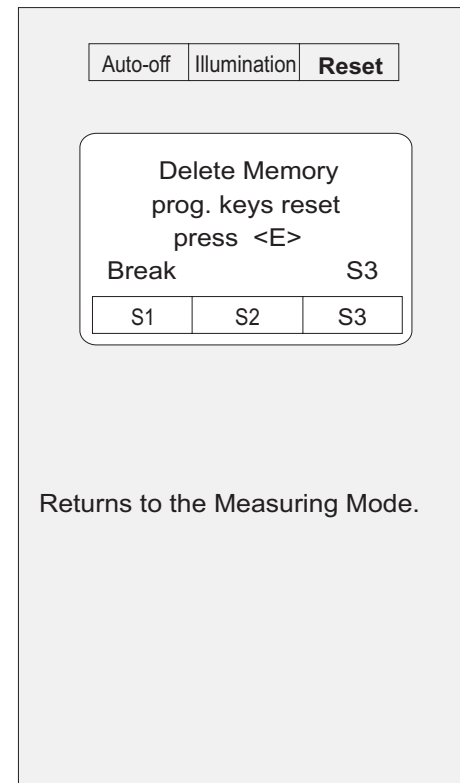 Auto-off Illumination Reset
Delete Memory
prog. keys reset
press <E>
Break S3
S1 S2 S3
Returns to the Measuring Mode.